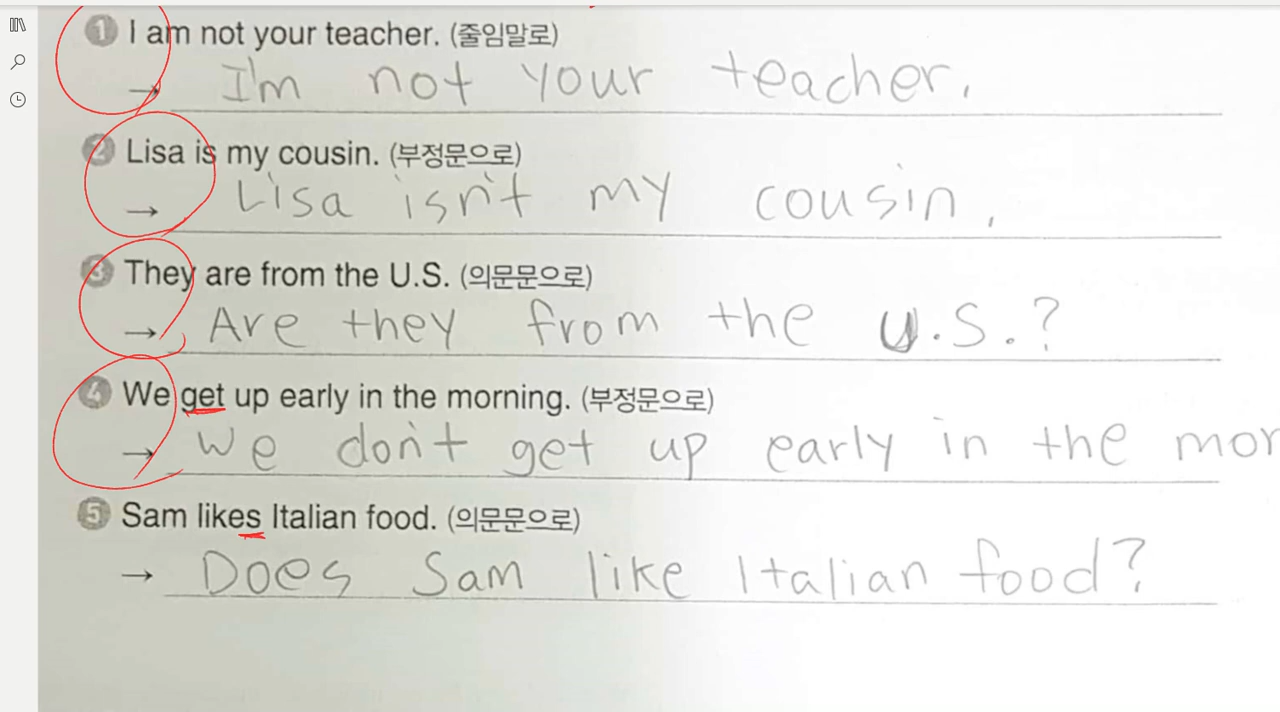 1 I am not your teacher. (줄임말로)
→ I'm not your teacher.
2 Lisa is my cousin. (부정문으로)
→ Lisa isn't my cousin.
3 They are from the U.S. (의문문으로)
→ Are they from the U.S.?
4 We get up early in the morning. (부정문으로)
→ We don't get up early in the mor
5 Sam likes Italian food. (의문문으로)
→ Does Sam like Italian food?